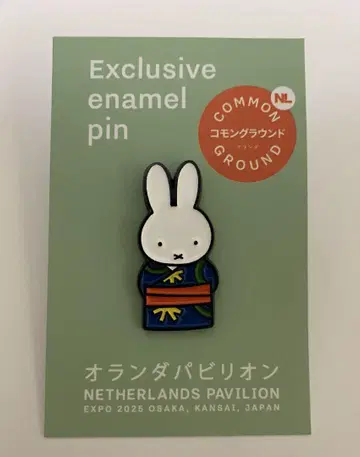 Exclusive
enamel
pin
NL
COMMON
コモングラウンド
GROUND
オランダパビリオン
NETHERLANDS PAVILION
EXPO 2025 OSAKA, KANSAI, JAPAN